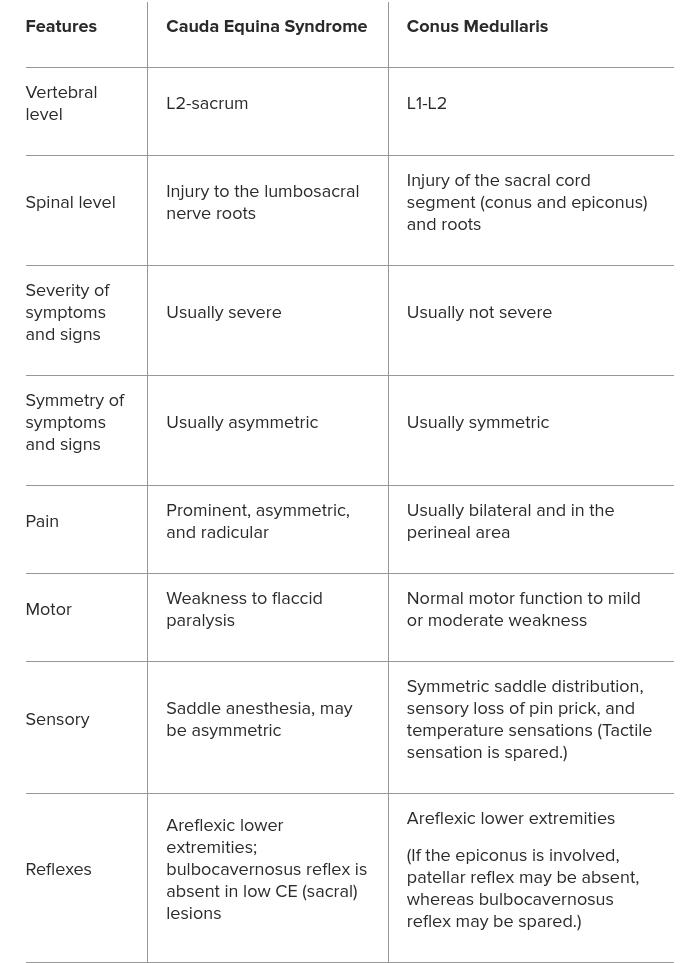 Features
Cauda Equina Syndrome
Conus Medullaris
Vertebral
level
L2-sacrum
L1-L2
Spinal level
Injury to the lumbosacral
nerve roots
Injury of the sacral cord
segment (conus and epiconus)
and roots
Severity of
symptoms
and signs
Usually severe
Usually not severe
Symmetry of
symptoms
and signs
Usually asymmetric
Usually symmetric
Pain
Prominent, asymmetric,
and radicular
Usually bilateral and in the
perineal area
Motor
Weakness to flaccid
paralysis
Normal motor function to mild
or moderate weakness
Sensory
Saddle anesthesia, may
be asymmetric
Symmetric saddle distribution,
sensory loss of pin prick, and
temperature sensations (Tactile
sensation is spared.)
Reflexes
Areflexic lower
extremities;
bulbocavernosus reflex is
absent in low CE (sacral)
lesions
Areflexic lower extremities
(If the epiconus is involved,
patellar reflex may be absent,
whereas bulbocavernosus
reflex may be spared.)